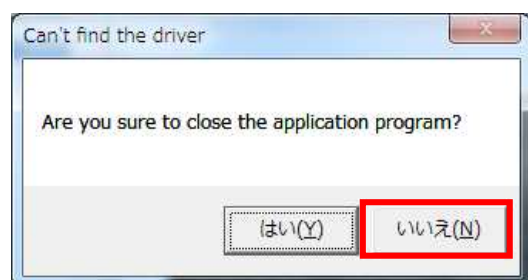 Can't find the driver
Are you sure to close the application program?
はい(Y)
いいえ(N)